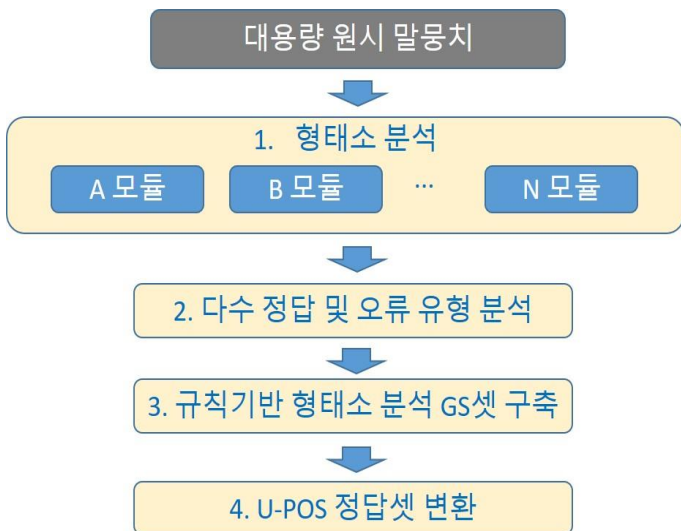 대용량 원시 말뭉치
1. 형태소 분석
A 모듈 B 모듈 ... N 모듈
2. 다수 정답 및 오류 유형 분석
3. 규칙기반 형태소 분석 GS셋 구축
4. U-POS 정답셋 변환